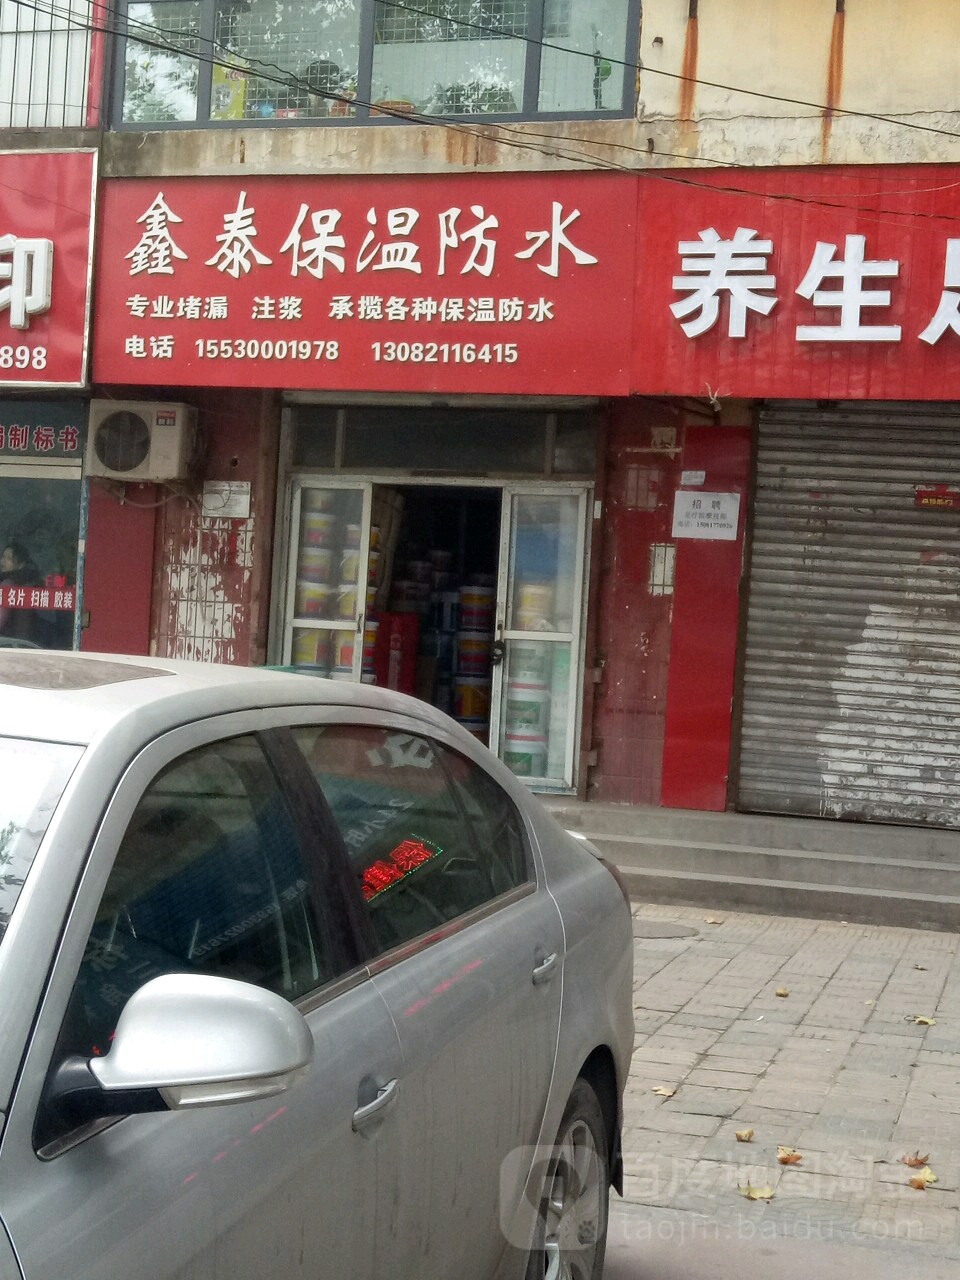 鑫泰保温防水
专业堵漏 注浆 承揽各种保温防水
电话 15530001978 13082116415
印
898
养生足
制标书
名片 扫描 胶装
招聘
百度地图淘金
taojin.baidu.com